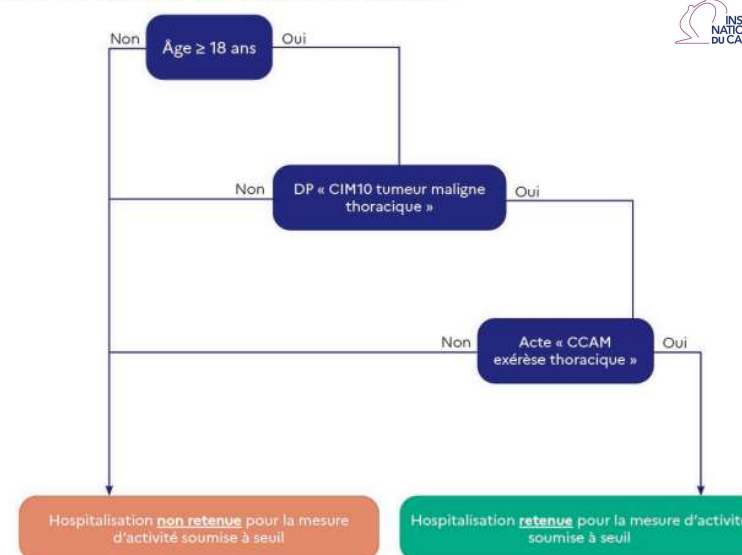 Non
Âge ≥ 18 ans
Oui
Non
DP « CIM10 tumeur maligne
thoracique »
Oui
Non
Acte « CCAM
exérèse thoracique »
Oui
Hospitalisation non retenue pour la mesure
d'activité soumise à seuil
Hospitalisation retenue pour la mesure d'activité
soumise à seuil